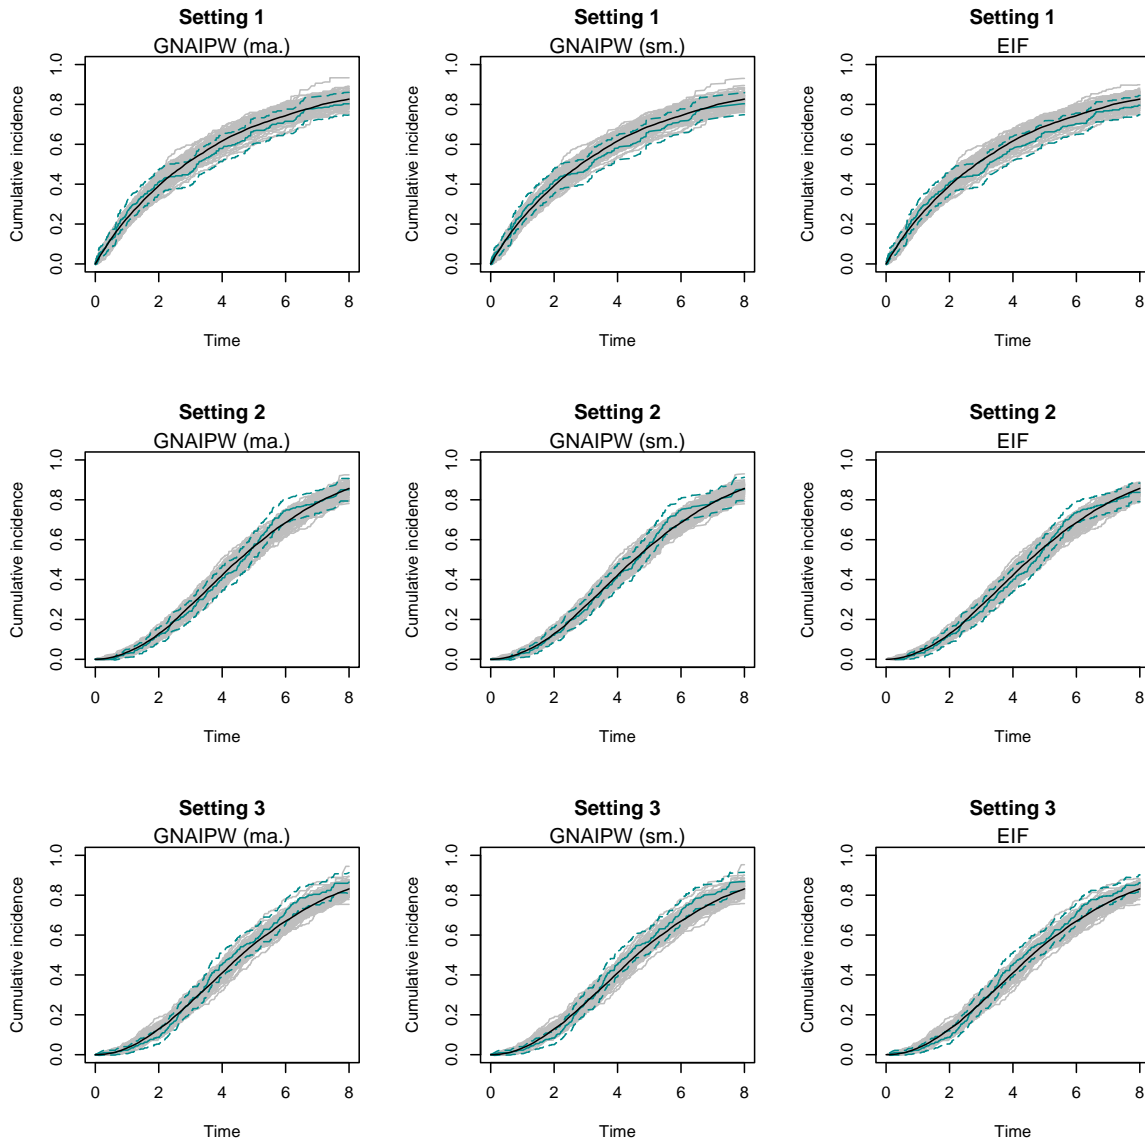 Setting 1
GNAIPW (ma.)
Cumulative incidence
0.0 0.2 0.4 0.6 0.8 1.0
0 2 4 6 8
Time
Setting 1
GNAIPW (sm.)
Cumulative incidence
0.0 0.2 0.4 0.6 0.8 1.0
0 2 4 6 8
Time
Setting 1
EIF
Cumulative incidence
0.0 0.2 0.4 0.6 0.8 1.0
0 2 4 6 8
Time
Setting 2
GNAIPW (ma.)
Cumulative incidence
0.0 0.2 0.4 0.6 0.8 1.0
0 2 4 6 8
Time
Setting 2
GNAIPW (sm.)
Cumulative incidence
0.0 0.2 0.4 0.6 0.8 1.0
0 2 4 6 8
Time
Setting 2
EIF
Cumulative incidence
0.0 0.2 0.4 0.6 0.8 1.0
0 2 4 6 8
Time
Setting 3
GNAIPW (ma.)
Cumulative incidence
0.0 0.2 0.4 0.6 0.8 1.0
0 2 4 6 8
Time
Setting 3
GNAIPW (sm.)
Cumulative incidence
0.0 0.2 0.4 0.6 0.8 1.0
0 2 4 6 8
Time
Setting 3
EIF
Cumulative incidence
0.0 0.2 0.4 0.6 0.8 1.0
0 2 4 6 8
Time